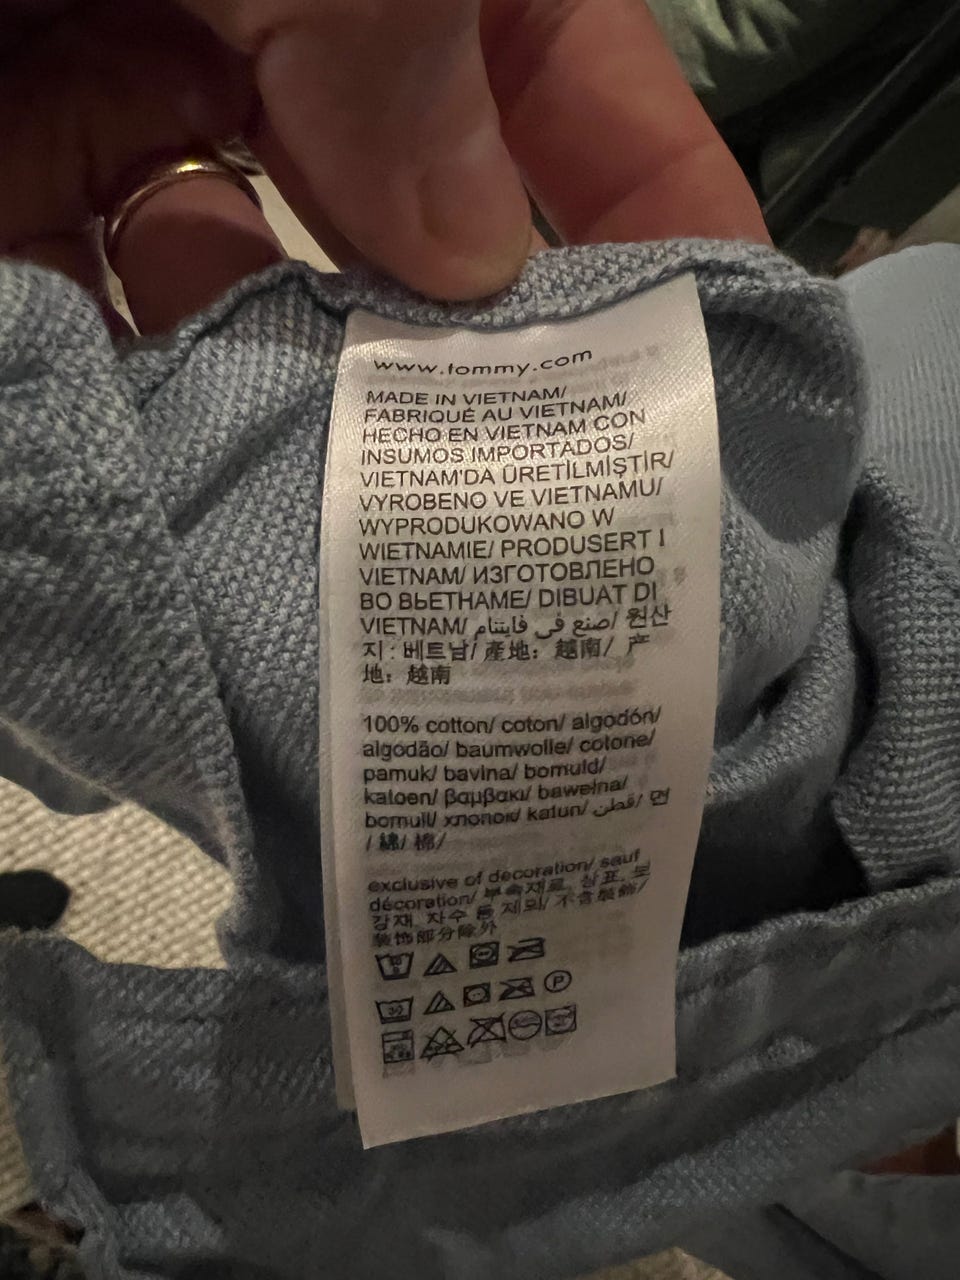 www.tommy.com
MADE IN VIETNAM/
FABRIQUÉ AU VIETNAM/
HECHO EN VIETNAM CON
INSUMOS IMPORTADOS/
VIETNAM'DA ÜRETİLMİŞTİR/
VYROBENO VE VIETNAMU/
WYPRODUKOWANO W
WIETNAMIE/ PRODUSERT I
VIETNAM/ ИЗГОТОВЛЕНО
ВО ВЬЕТНАМЕ/ DIBUAT DI
VIETNAM/ صنع في فايتنام/ 원산
지 : 베트남/ 產地：越南/ 产
地：越南
100% cotton/ coton/ algodón/
algodão/ baumwolle/ cotone/
pamuk/ bavlna/ bomuld/
katoen/ βαμβακι/ bawełna/
bomull/ хлопок/ katun/ قطن/ 면
/ 綿/ 棉/
exclusive of decoration/ sauf
décoration/ 부속재료, 상표, 보
강재, 자수 등 제외/ 不含裝飾/
装饰部分除外
30
P